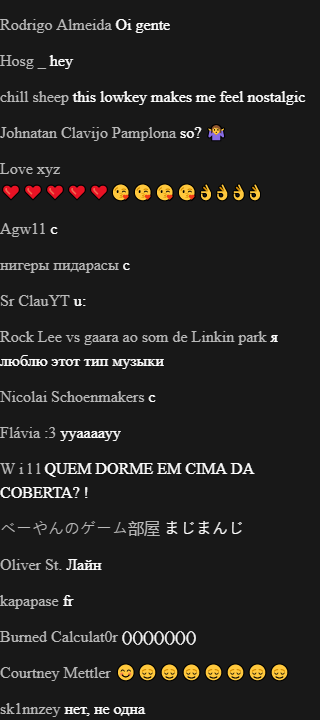 Rodrigo Almeida Oi gente
Hosg _ hey
chill sheep this lowkey makes me feel nostalgic
Johnatan Clavijo Pamplona so? 🤷‍♀️
Love xyz
❤️❤️❤️❤️❤️😘😘😘😘👌👌👌👌
Agw11 c
нигеры пидарасы c
Sr ClauYT u:
Rock Lee vs gaara ao som de Linkin park я
люблю этот тип музыки
Nicolai Schoenmakers c
Flávia :3 yyaaaayy
W i l l QUEM DORME EM CIMA DA
COBERTA? !
べーやんのゲーム部屋 まじまんじ
Oliver St. Лайн
kapapase fr
Burned Calculat0r ()()()()()()()
Courtney Mettler 😊😌😌😌😌😌😌😌
sk1nnzey нет, не одна